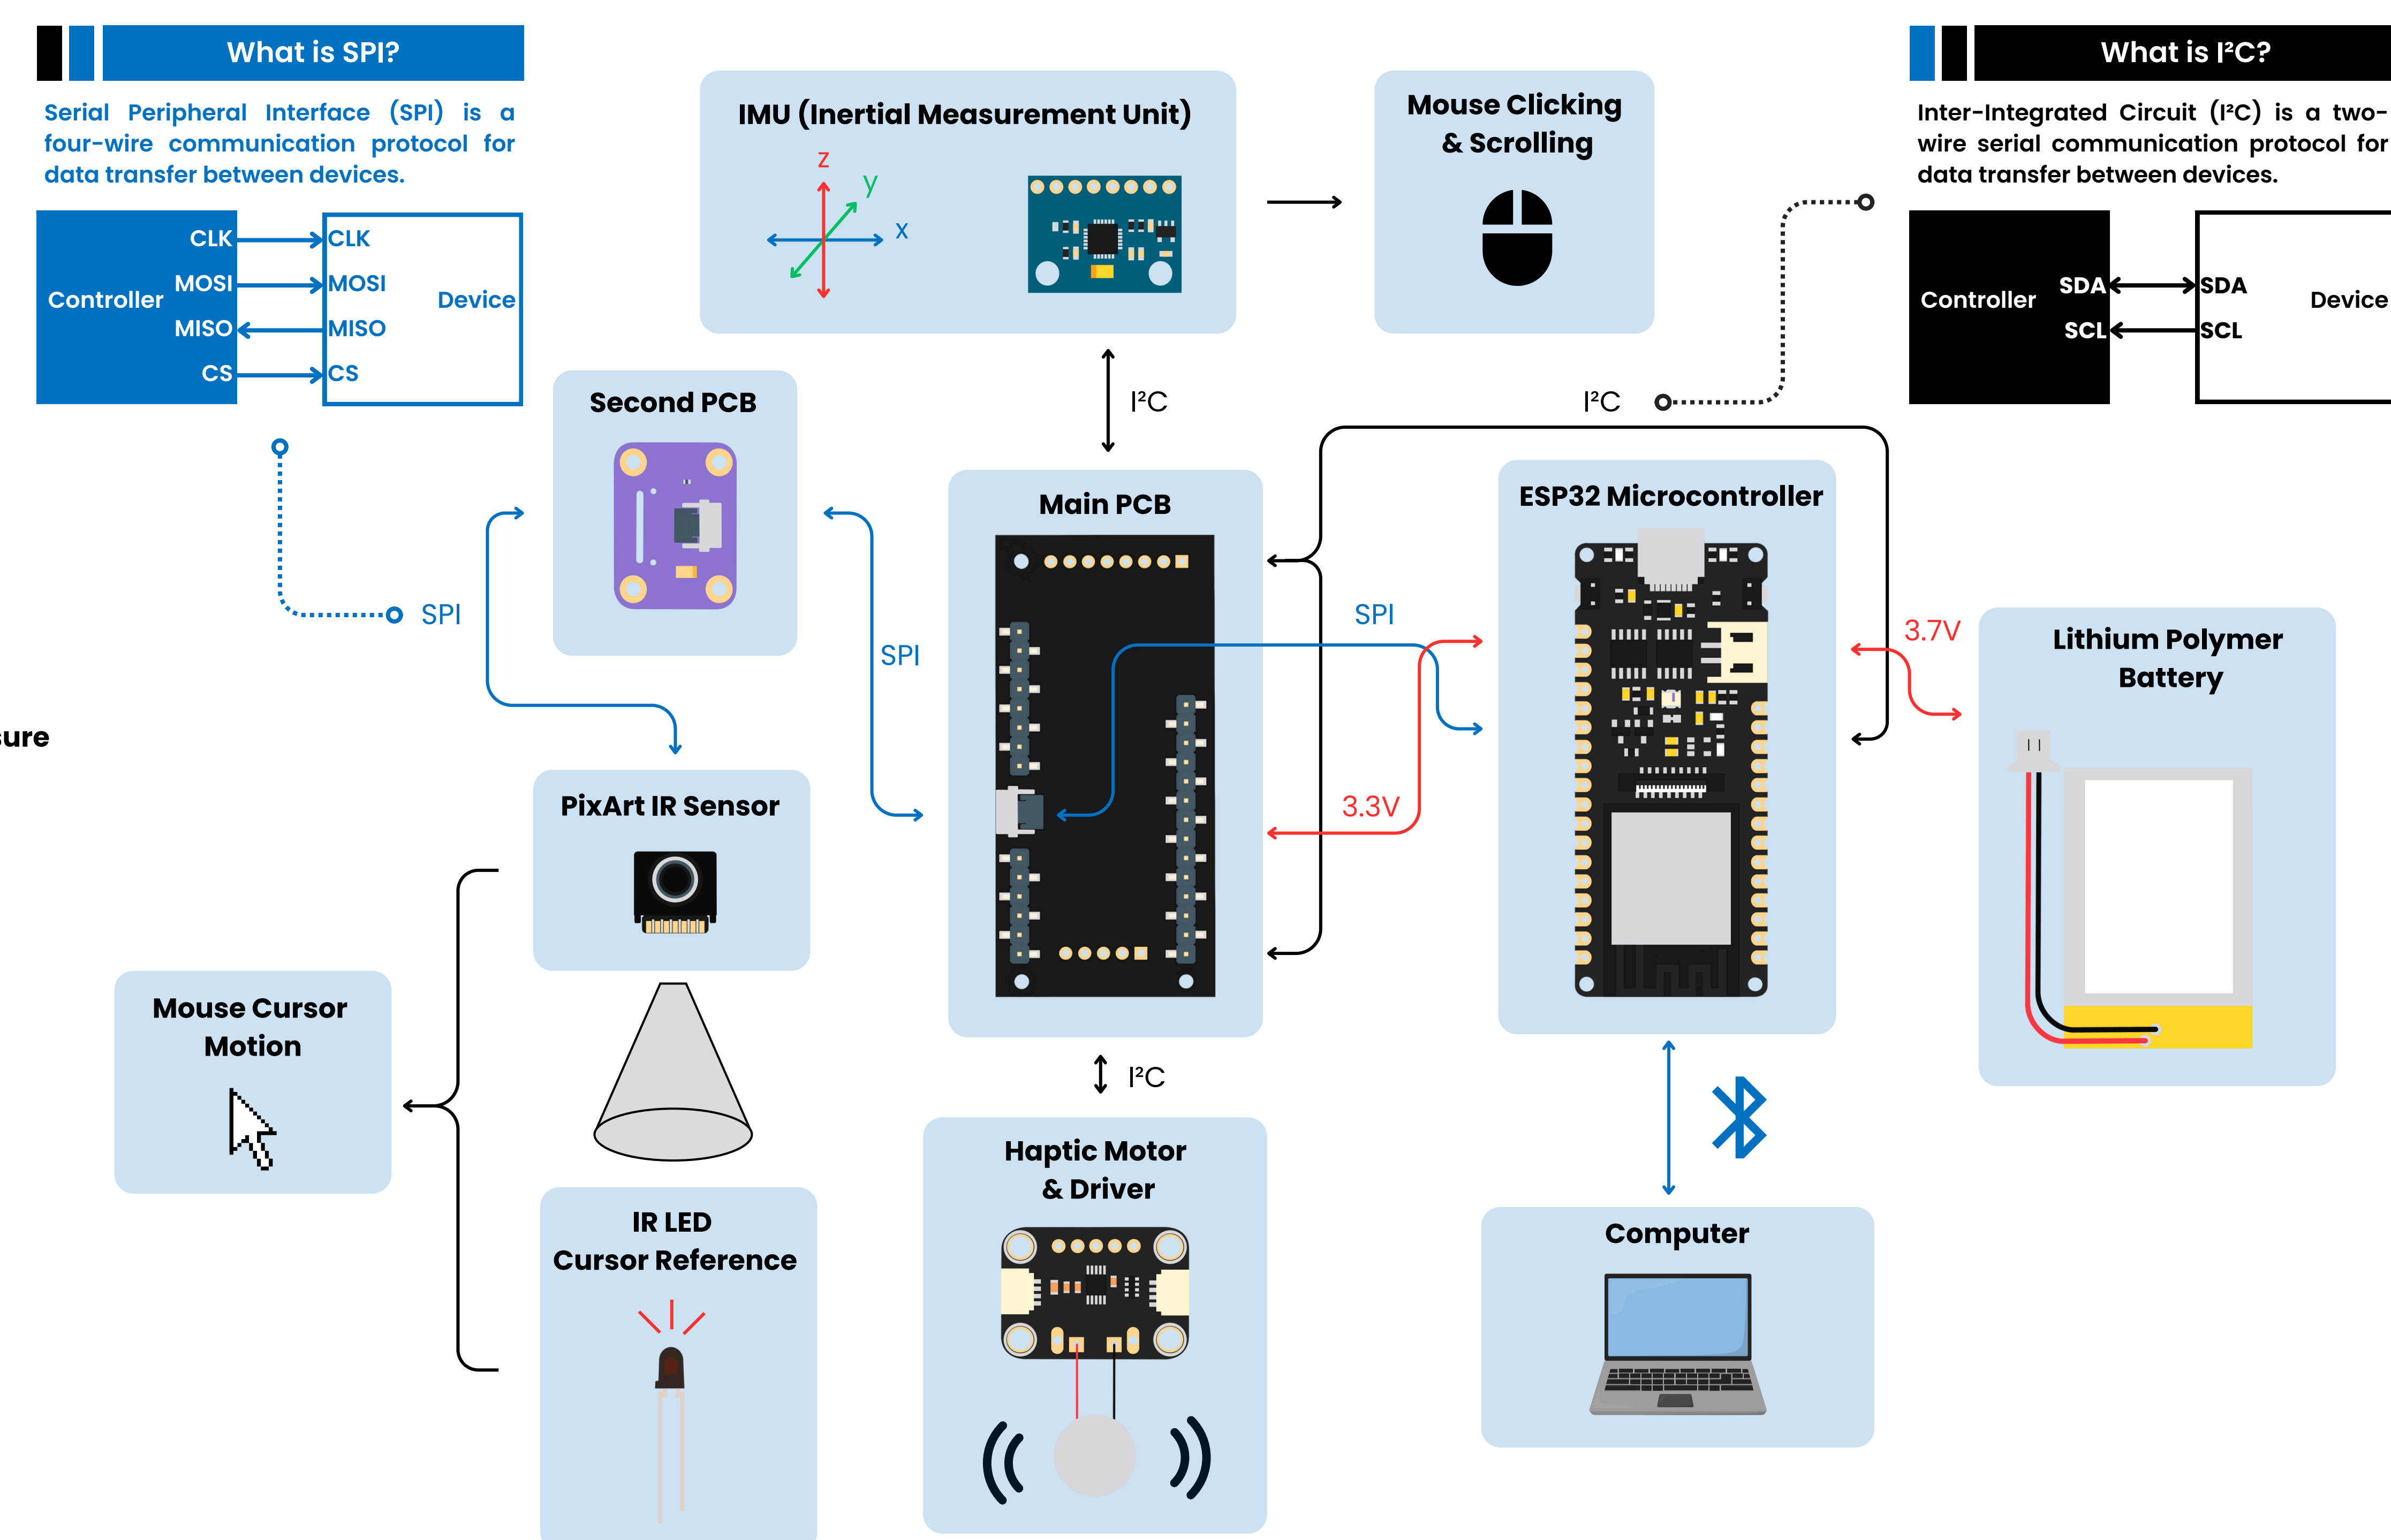 What is SPI?
Serial Peripheral Interface (SPI) is a
four-wire communication protocol for
data transfer between devices.
Controller
CLK
MOSI
MISO
CS
CLK
MOSI
MISO
CS
Device
IMU (Inertial Measurement Unit)
z
y
x
Mouse Clicking
& Scrolling
What is I²C?
Inter-Integrated Circuit (I²C) is a two-
wire serial communication protocol for
data transfer between devices.
Controller
SDA
SCL
SDA
SCL
Device
I²C
I²C
Second PCB
SPI
SPI
Main PCB
SPI
3.3V
ESP32 Microcontroller
3.7V
Lithium Polymer
Battery
sure
PixArt IR Sensor
Mouse Cursor
Motion
IR LED
Cursor Reference
I²C
Haptic Motor
& Driver
Computer